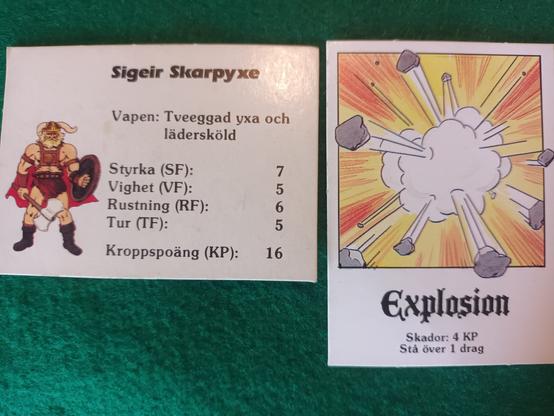 Sigeir Skarpyxe
Vapen: Tveeggad yxa och
lädersköld
Styrka (SF): 7
Vighet (VF): 5
Rustning (RF): 6
Tur (TF): 5
Kroppspoäng (KP): 16
Explosion
Skador: 4 KP
Stå över 1 drag